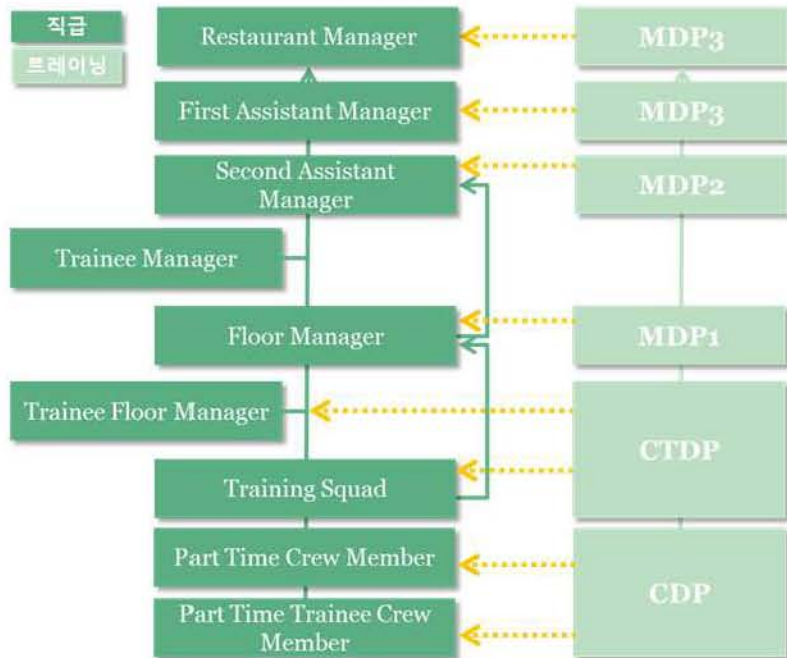 직급
트레이닝
Restaurant Manager
MDP3
First Assistant Manager
MDP3
Second Assistant
Manager
MDP2
Trainee Manager
Floor Manager
MDP1
Trainee Floor Manager
CTDP
Training Squad
Part Time Crew Member
CDP
Part Time Trainee Crew
Member